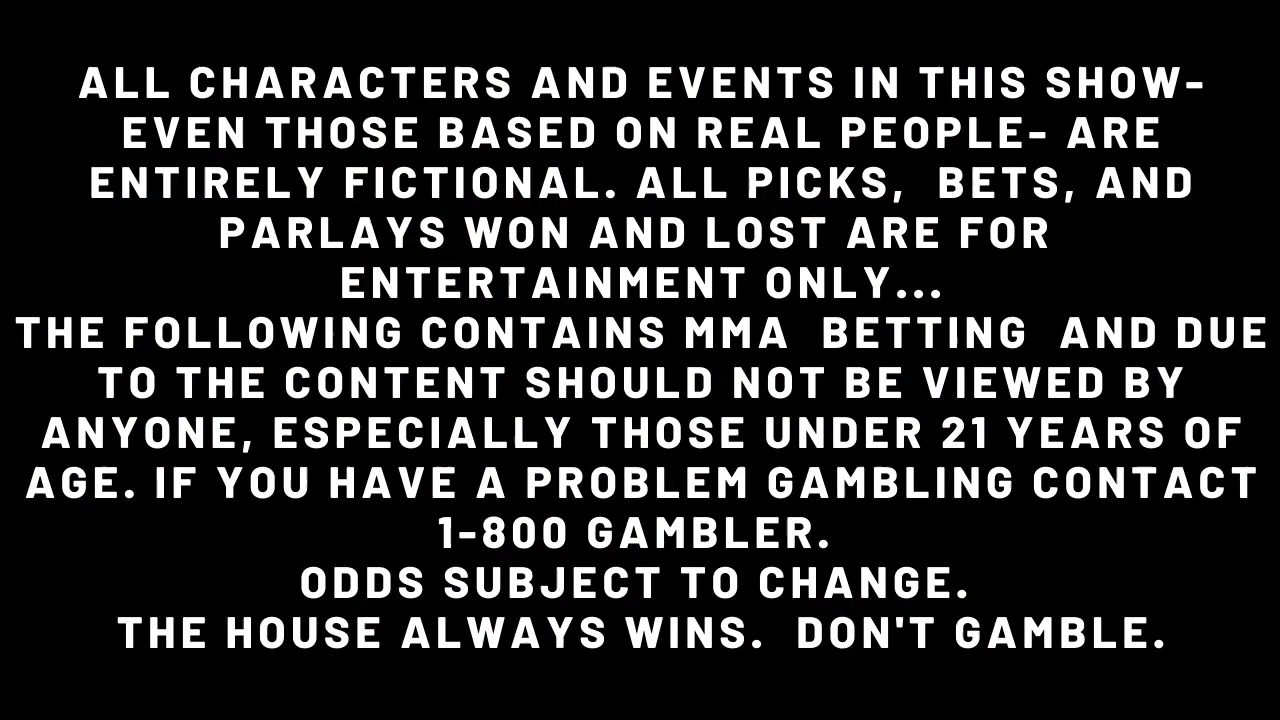 ALL CHARACTERS AND EVENTS IN THIS SHOW-
EVEN THOSE BASED ON REAL PEOPLE- ARE
ENTIRELY FICTIONAL. ALL PICKS, BETS, AND
PARLAYS WON AND LOST ARE FOR
ENTERTAINMENT ONLY...
THE FOLLOWING CONTAINS MMA BETTING AND DUE
TO THE CONTENT SHOULD NOT BE VIEWED BY
ANYONE, ESPECIALLY THOSE UNDER 21 YEARS OF
AGE. IF YOU HAVE A PROBLEM GAMBLING CONTACT
1-800 GAMBLER.
ODDS SUBJECT TO CHANGE.
THE HOUSE ALWAYS WINS. DON'T GAMBLE.